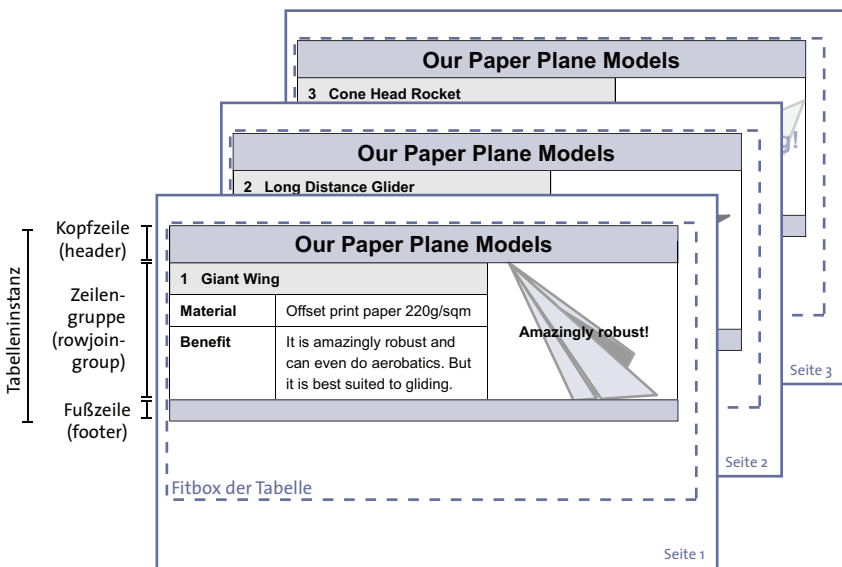 Our Paper Plane Models
3 Cone Head Rocket
g!
Seite 3
Our Paper Plane Models
2 Long Distance Glider
Seite 2
Tabelleninstanz
Kopfzeile
(header)
Zeilen-
gruppe
(rowjoin-
group)
Fußzeile
(footer)
Our Paper Plane Models
1 Giant Wing
Material Offset print paper 220g/sqm
Benefit It is amazingly robust and
can even do aerobatics. But
it is best suited to gliding.
Amazingly robust!
Fitbox der Tabelle
Seite 1